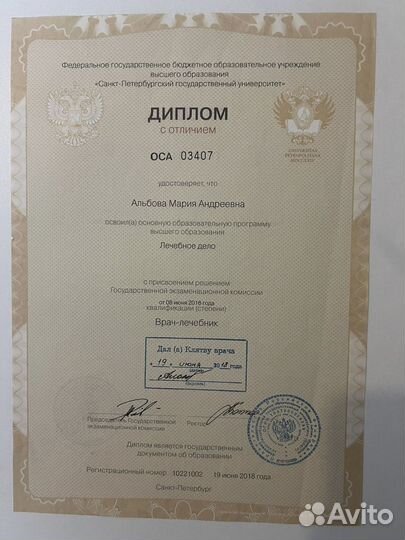 Федеральное государственное бюджетное образовательное учреждение
высшего образования
«Санкт-Петербургский государственный университет»
ДИПЛОМ
С ОТЛИЧИЕМ
ОСА 03407
удостоверяет, что
Альбова Мария Андреевна
освоил(а) основную образовательную программу
высшего образования
Лечебное дело
с присвоением решением
Государственной экзаменационной комиссии
от 08 июня 2018 года
квалификации (степени)
Врач-лечебник
Дал (а) Клятву врача
19 июня 2018 года
(подпись)
Председатель Государственной
экзаменационной комиссии
Ректор
Диплом является государственным
документом об образовании
Регистрационный номер 10221002 19 июня 2018 года
Санкт-Петербург
Avito